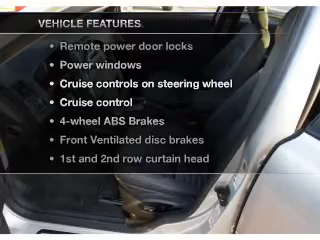 VEHICLE FEATURES
• Remote power door locks
• Power windows
• Cruise controls on steering wheel
• Cruise control
• 4-wheel ABS Brakes
• Front Ventilated disc brakes
• 1st and 2nd row curtain head